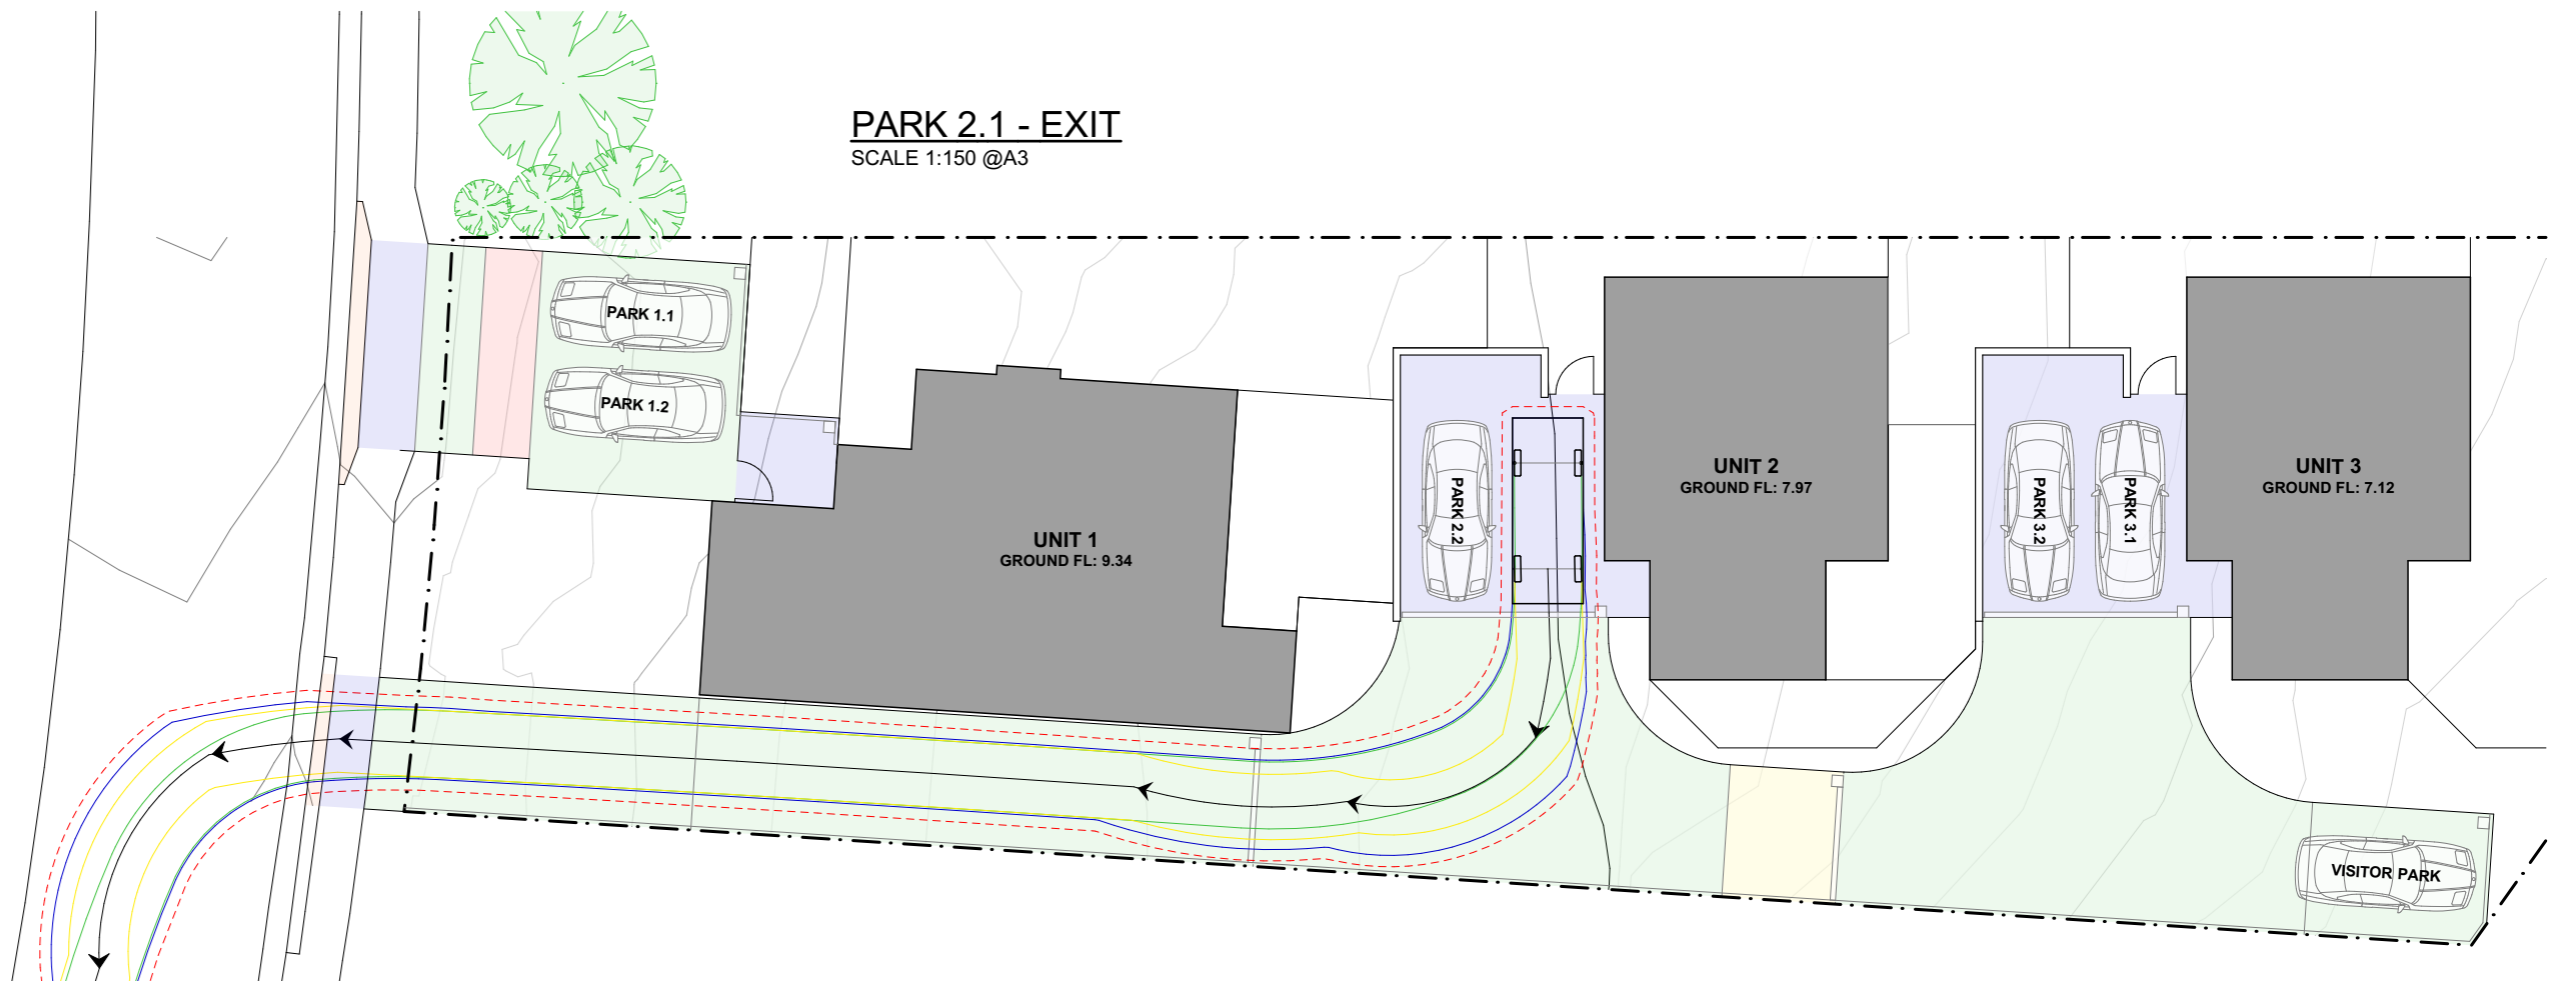 PARK 2.1 - EXIT
SCALE 1:150 @A3
PARK 1.1
PARK 1.2
UNIT 1
GROUND FL: 9.34
PARK 2.2
UNIT 2
GROUND FL: 7.97
PARK 3.2
PARK 3.1
UNIT 3
GROUND FL: 7.12
VISITOR PARK